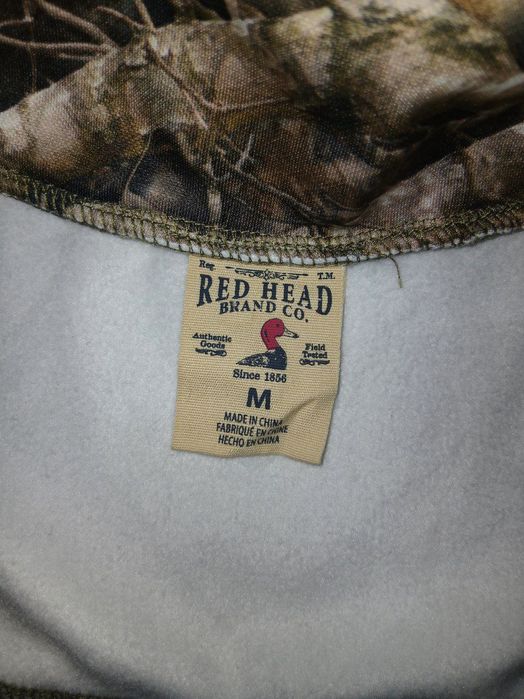 Reg. T.M.
RED HEAD
BRAND CO.
Authentic Goods
Field Tested
Since 1856
M
MADE IN CHINA
FABRIQUÉ EN CHINE
HECHO EN CHINA